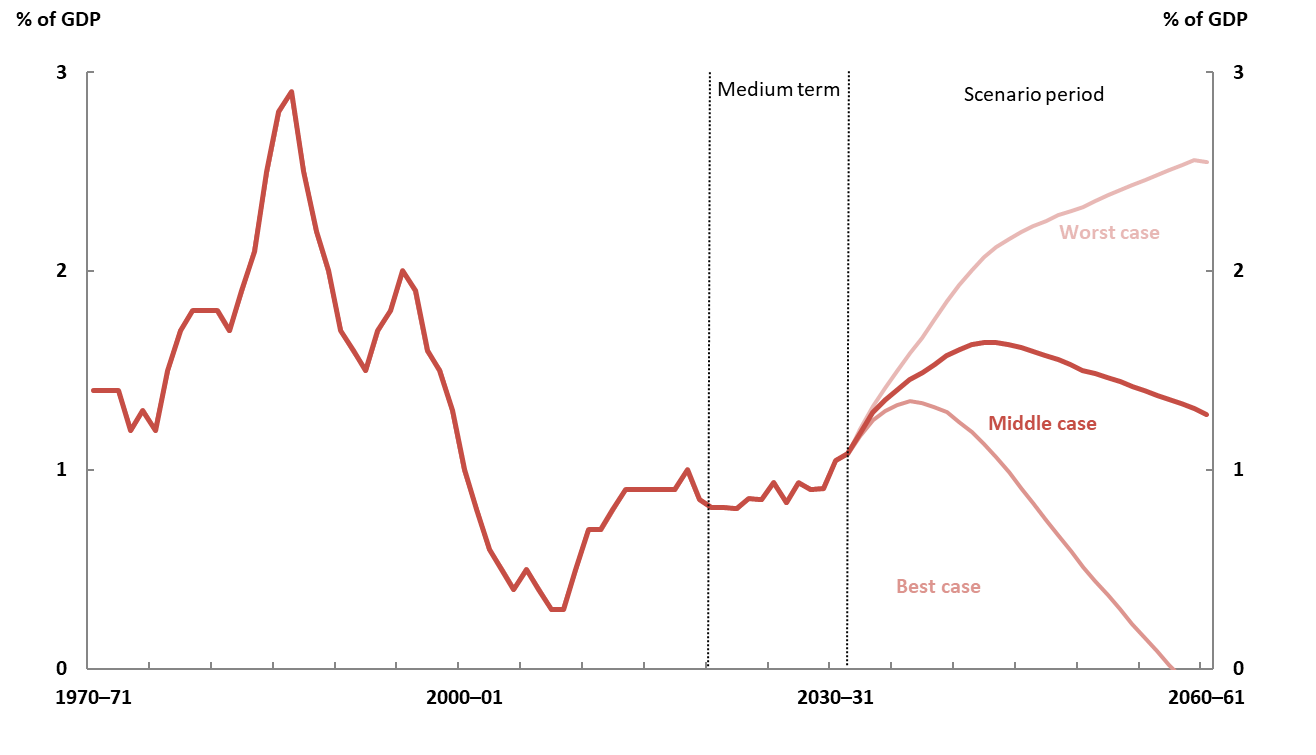 % of GDP
% of GDP
3
3
Medium term
Scenario period
2
2
Worst case
1
1
Middle case
Best case
0
0
1970–71
2000–01
2030–31
2060–61